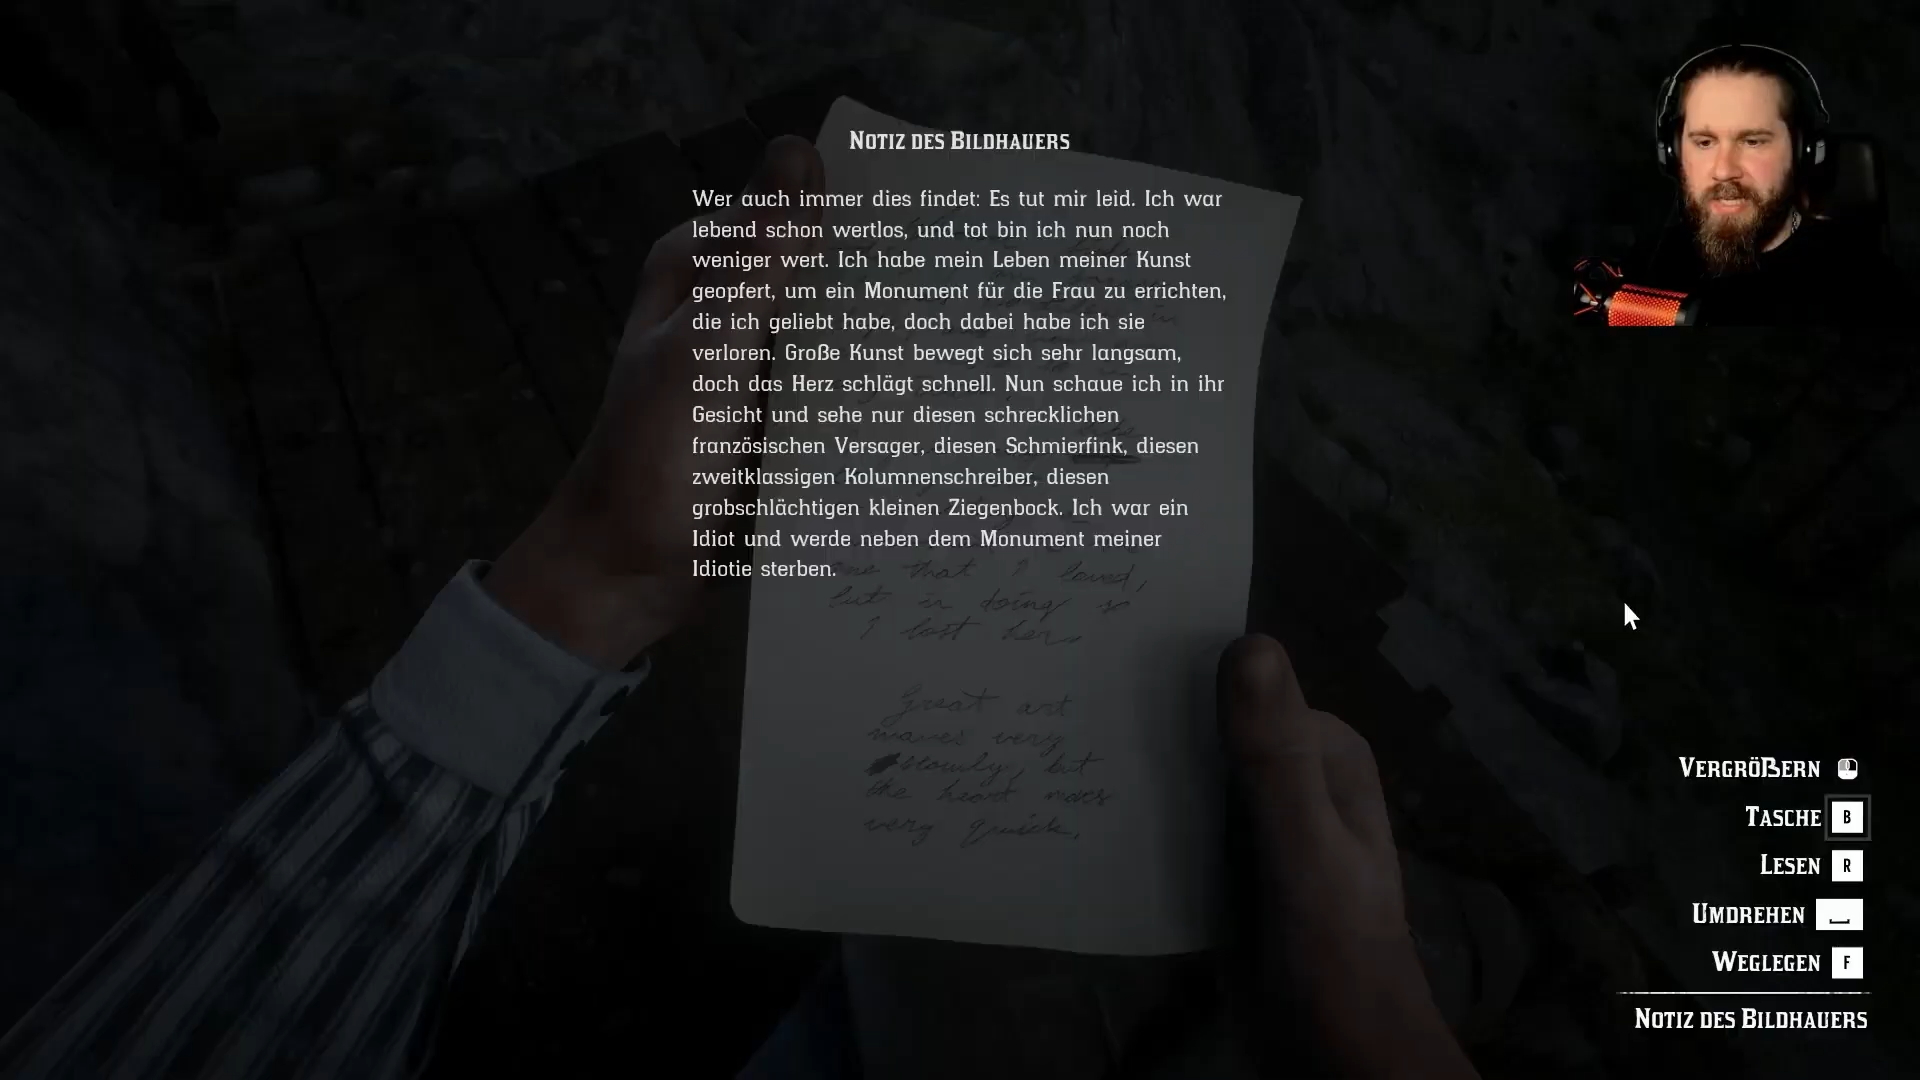 Notiz des Bildhauers
Wer auch immer dies findet: Es tut mir leid. Ich war
lebend schon wertlos, und tot bin ich nun noch
weniger wert. Ich habe mein Leben meiner Kunst
geopfert, um ein Monument für die Frau zu errichten,
die ich geliebt habe, doch dabei habe ich sie
verloren. Große Kunst bewegt sich sehr langsam,
doch das Herz schlägt schnell. Nun schaue ich in ihr
Gesicht und sehe nur diesen schrecklichen
französischen Versager, diesen Schmierfink, diesen
zweitklassigen Kolumnenschreiber, diesen
grobschlächtigen kleinen Ziegenbock. Ich war ein
Idiot und werde neben dem Monument meiner
Idiotie sterben.
that I loved,
but in doing so
I lost her
Great art
moves very
slowly, but
the heart moves
very quick,
Vergrößern
Tasche B
Lesen R
Umdrehen
Weglegen F
Notiz des Bildhauers